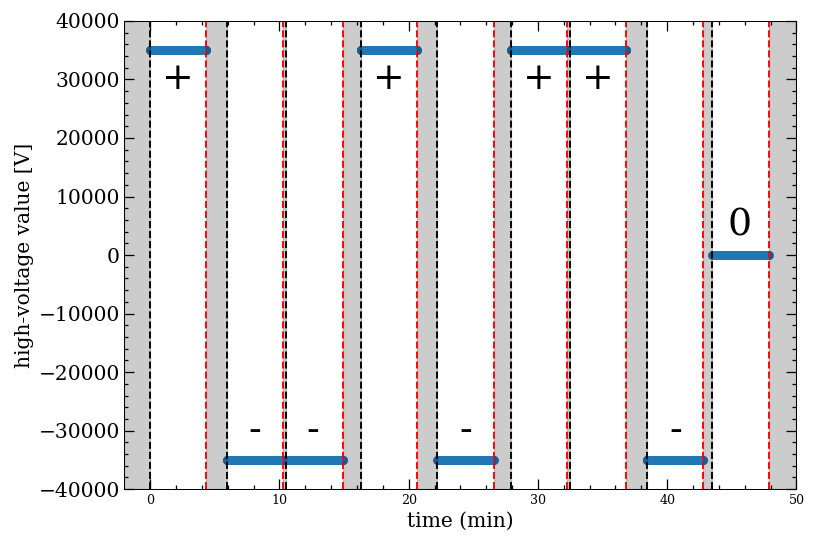 40000
30000
20000
10000
0
−10000
−20000
−30000
−40000
high-voltage value [V]
+ + + +
0
- - - -
0 10 20 30 40 50
time (min)